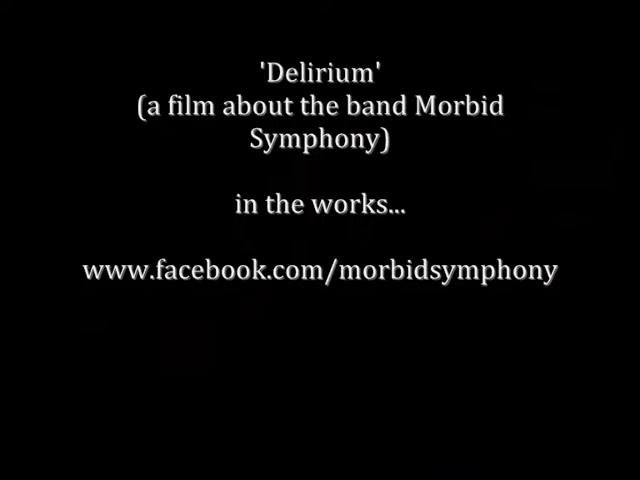 'Delirium'
(a film about the band Morbid
Symphony)
in the works...
www.facebook.com/morbidsymphony